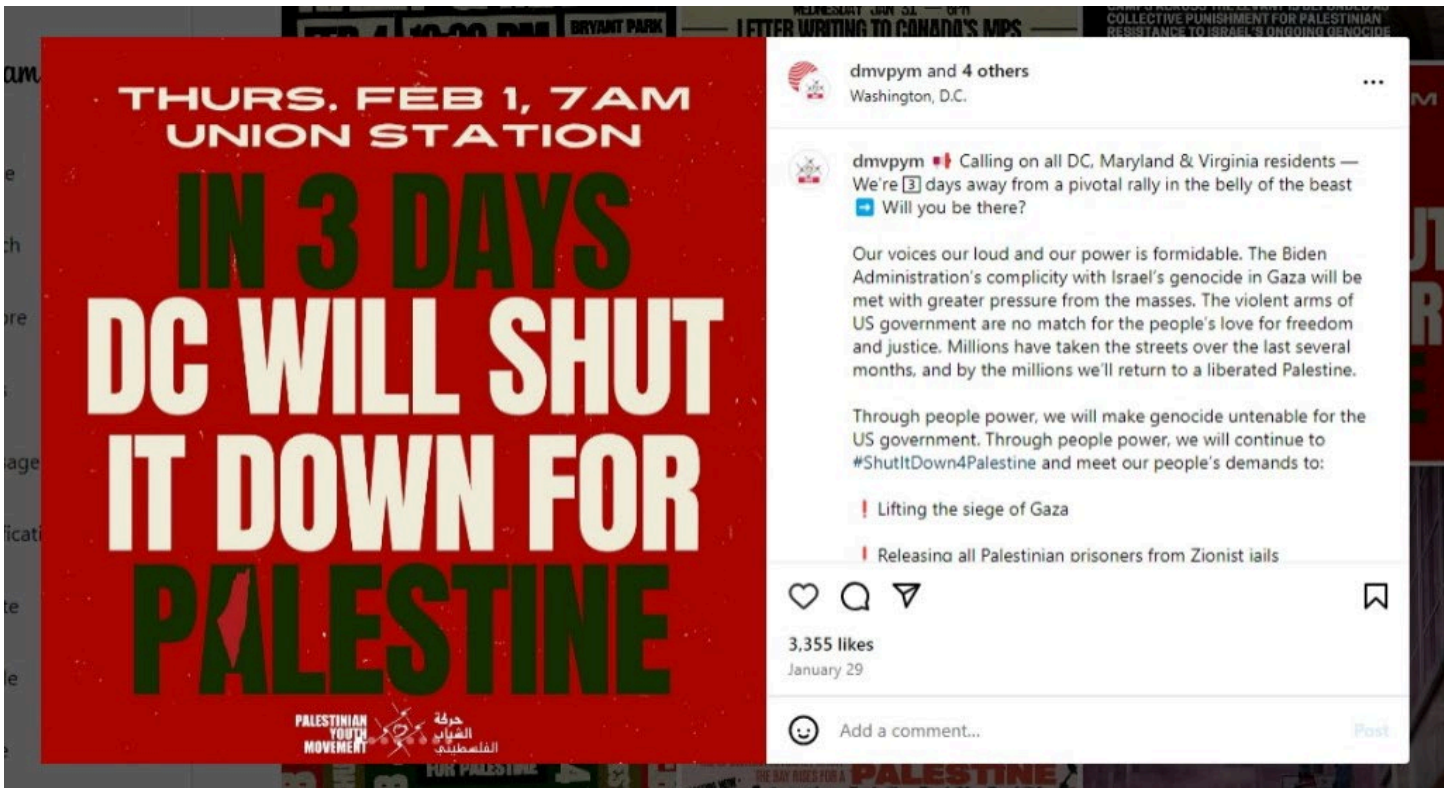 BRYANT PARK
LETTER WRITING TO CANADA'S MPS
COLLECTIVE PUNISHMENT FOR PALESTINIAN
RESISTANCE TO ISRAEL'S ONGOING GENOCIDE
THURS. FEB 1, 7AM
UNION STATION
IN 3 DAYS
DC WILL SHUT
IT DOWN FOR
PALESTINE
PALESTINIAN
YOUTH
MOVEMENT
حركة
الشباب
الفلسطيني
dmvpym and 4 others
Washington, D.C.
dmvpym 📢 Calling on all DC, Maryland & Virginia residents —
We're 3️⃣ days away from a pivotal rally in the belly of the beast
➡️ Will you be there?
Our voices our loud and our power is formidable. The Biden
Administration's complicity with Israel's genocide in Gaza will be
met with greater pressure from the masses. The violent arms of
US government are no match for the people's love for freedom
and justice. Millions have taken the streets over the last several
months, and by the millions we'll return to a liberated Palestine.
Through people power, we will make genocide untenable for the
US government. Through people power, we will continue to
#ShutItDown4Palestine and meet our people's demands to:
❗ Lifting the siege of Gaza
❗ Releasing all Palestinian prisoners from Zionist jails
3,355 likes
January 29
Add a comment...
Post
FOR PALESTINE
THE BAY RISES FOR A PALESTINE